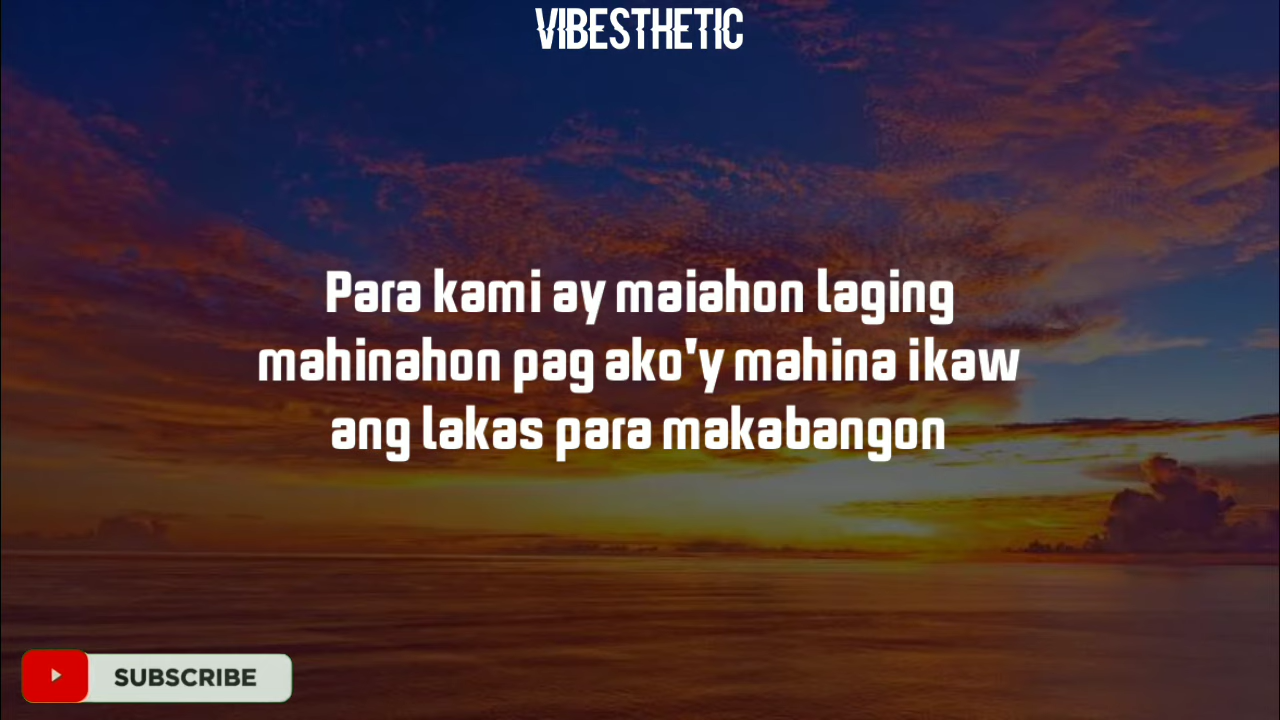 VIBESTHETIC
Para kami ay maiahon laging
mahinahon pag ako'y mahina ikaw
ang lakas para makabangon
SUBSCRIBE